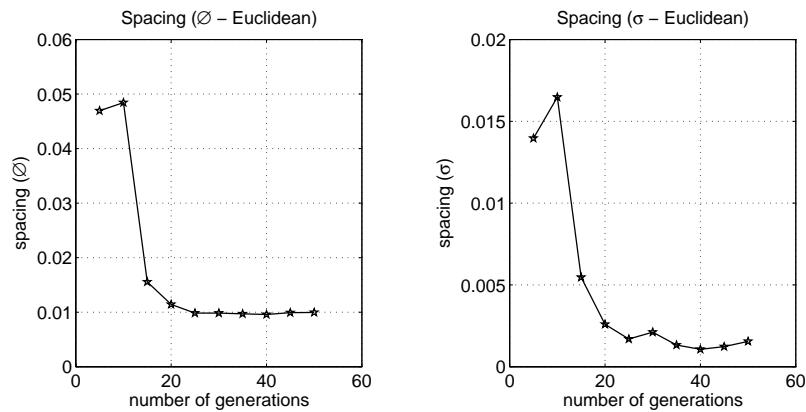 Spacing (∅ − Euclidean)
0.06
0.05
0.04
0.03
0.02
0.01
0
spacing (∅)
0 20 40 60
number of generations
Spacing (σ − Euclidean)
0.02
0.015
0.01
0.005
0
spacing (σ)
0 20 40 60
number of generations